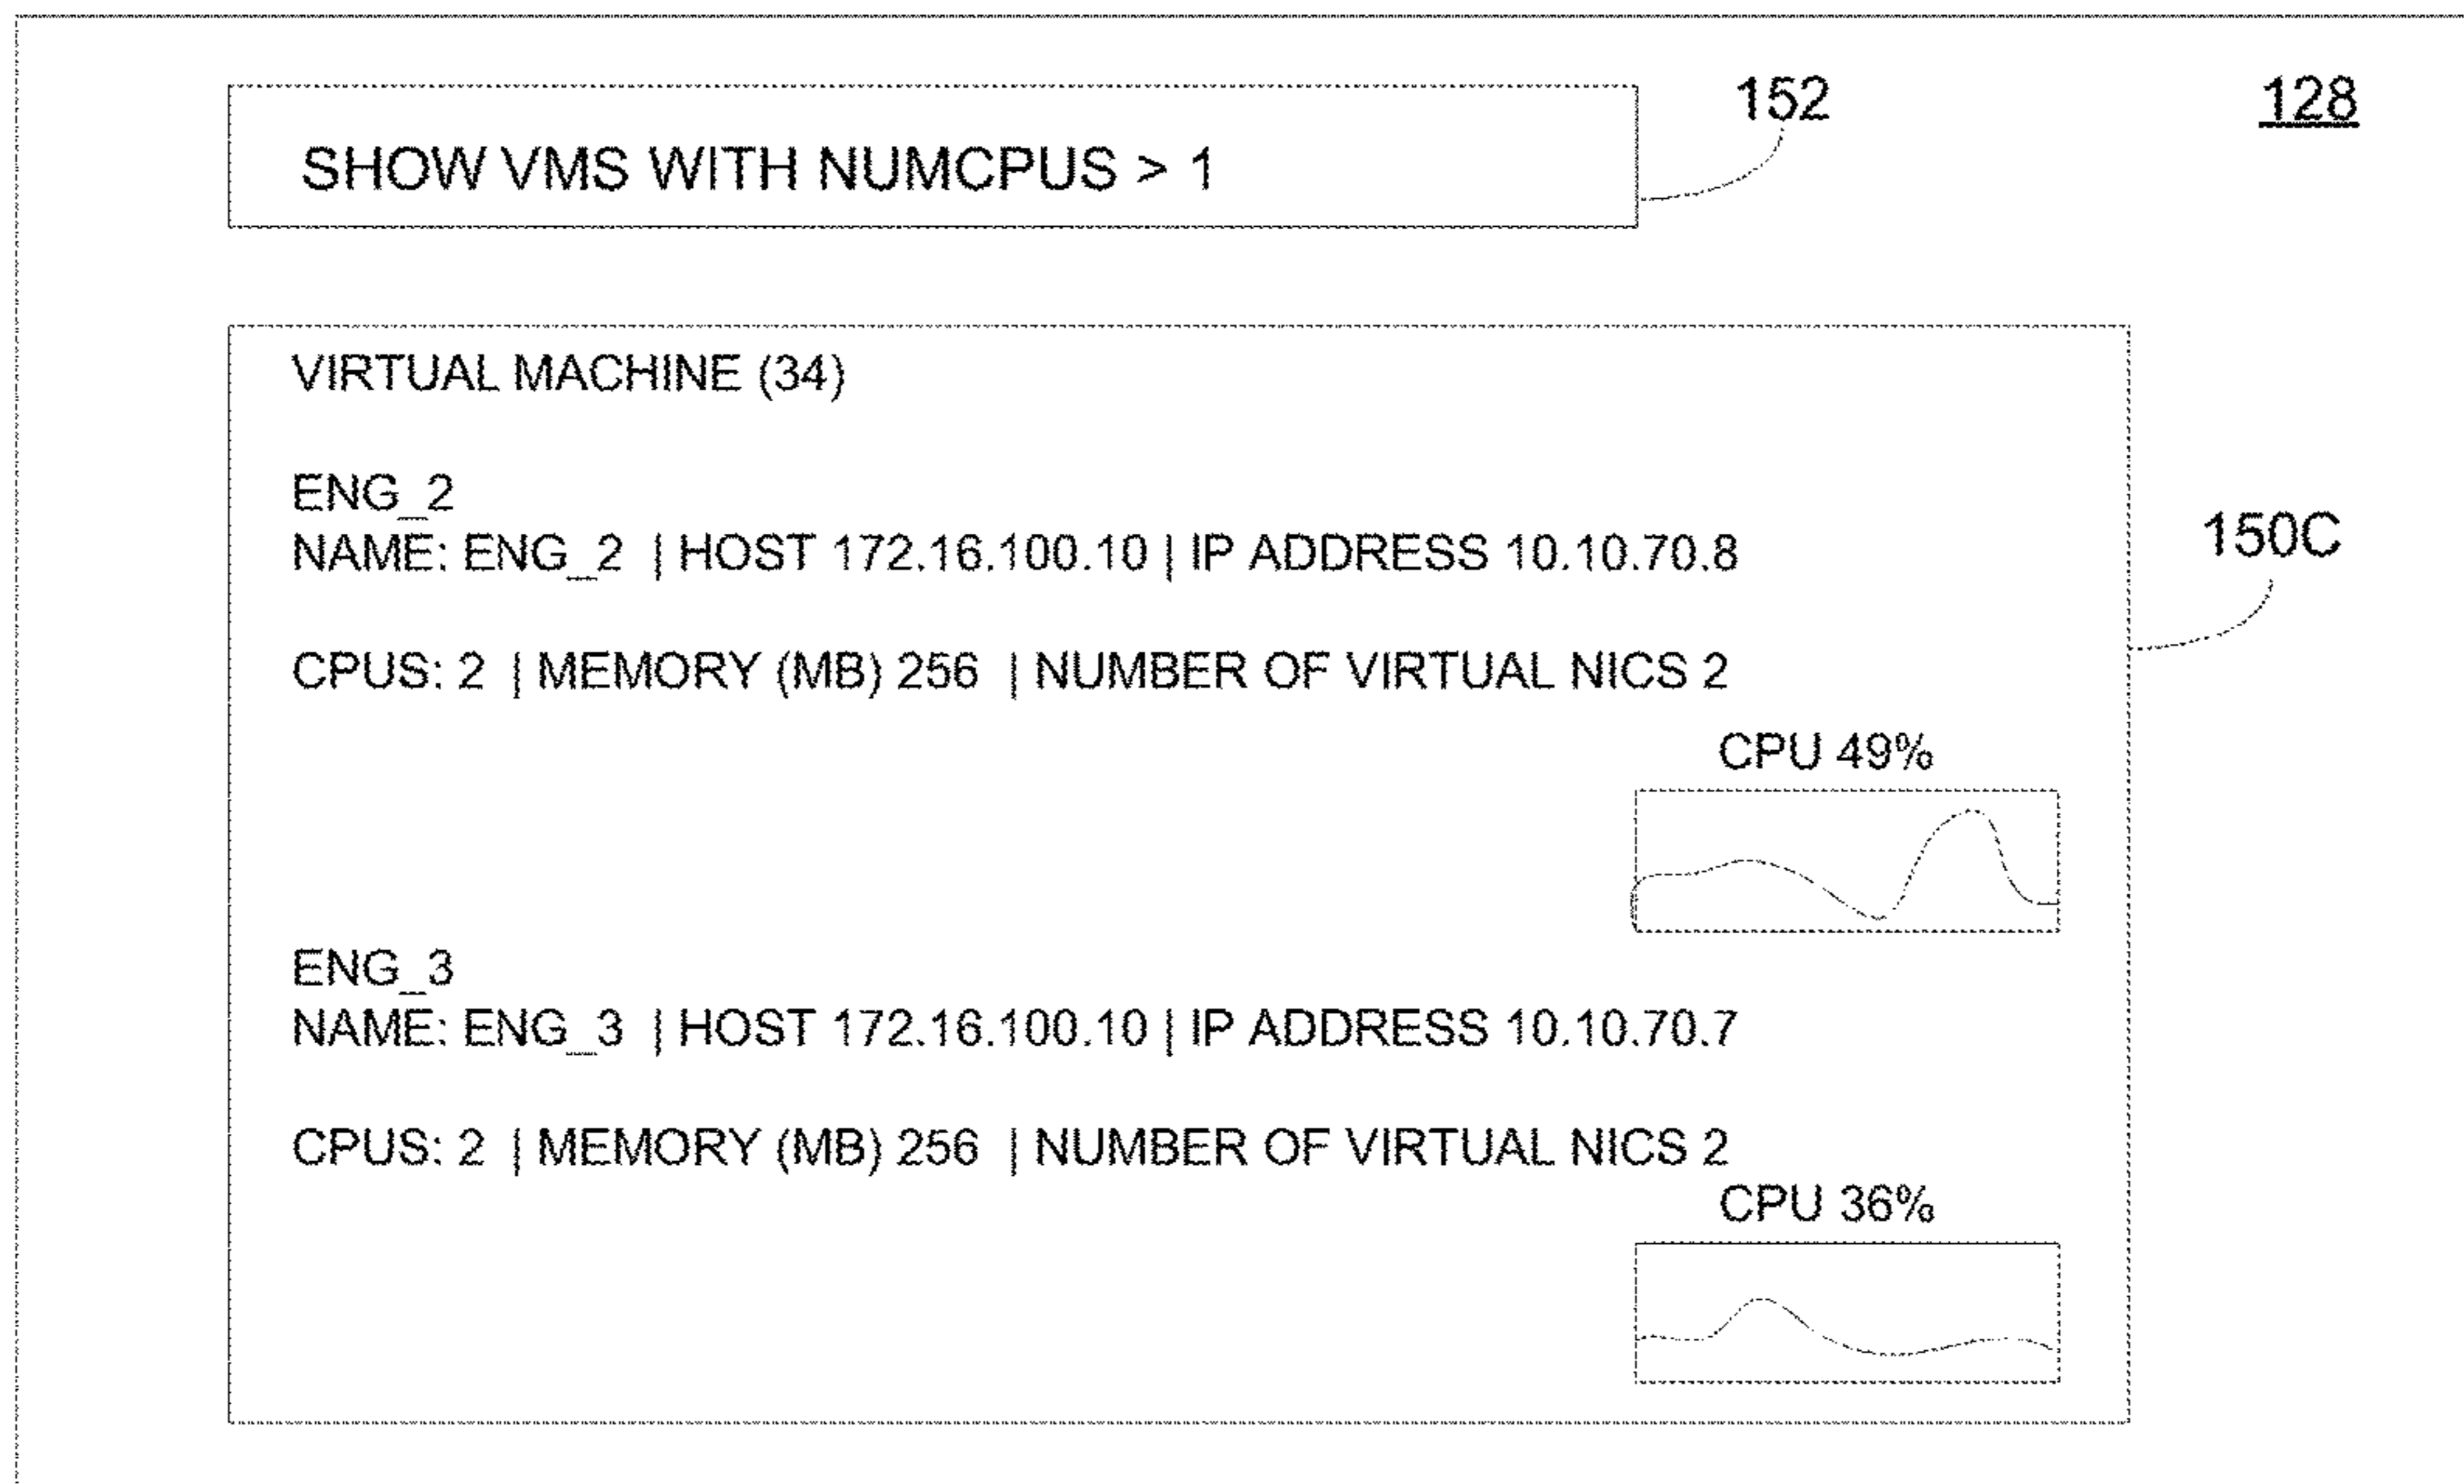 152
128
SHOW VMS WITH NUMCPUS > 1
VIRTUAL MACHINE (34)
ENG_2
NAME: ENG_2 | HOST 172.16.100.10 | IP ADDRESS 10.10.70.8
150C
CPUS: 2 | MEMORY (MB) 256 | NUMBER OF VIRTUAL NICS 2
CPU 49%
ENG_3
NAME: ENG_3 | HOST 172.16.100.10 | IP ADDRESS 10.10.70.7
CPUS: 2 | MEMORY (MB) 256 | NUMBER OF VIRTUAL NICS 2
CPU 36%